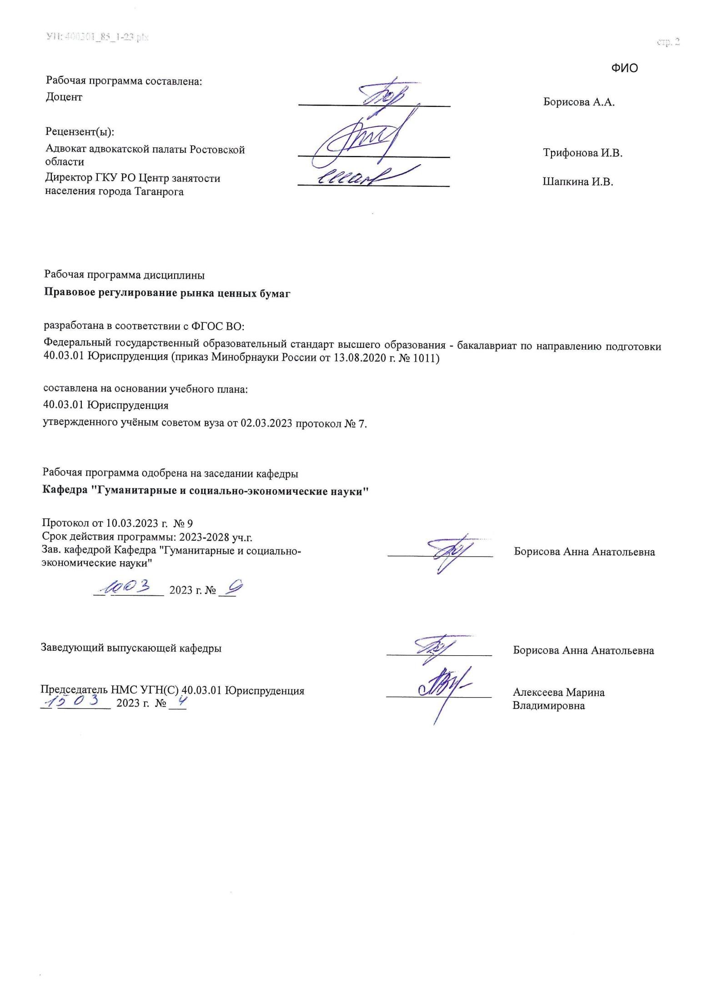 УП: 400301_85_1-23.plx
стр. 2
ФИО
Рабочая программа составлена:
Доцент
Борисова А.А.
Рецензент(ы):
Адвокат адвокатской палаты Ростовской
области
Трифонова И.В.
Директор ГКУ РО Центр занятости
населения города Таганрога
Шапкина И.В.
Рабочая программа дисциплины
Правовое регулирование рынка ценных бумаг
разработана в соответствии с ФГОС ВО:
Федеральный государственный образовательный стандарт высшего образования - бакалавриат по направлению подготовки
40.03.01 Юриспруденция (приказ Минобрнауки России от 13.08.2020 г. № 1011)
составлена на основании учебного плана:
40.03.01 Юриспруденция
утвержденного учёным советом вуза от 02.03.2023 протокол № 7.
Рабочая программа одобрена на заседании кафедры
Кафедра "Гуманитарные и социально-экономические науки"
Протокол от 10.03.2023 г. № 9
Срок действия программы: 2023-2028 уч.г.
Зав. кафедрой Кафедра "Гуманитарные и социально-
экономические науки"
Борисова Анна Анатольевна
10 03 2023 г. № 9
Заведующий выпускающей кафедры
Борисова Анна Анатольевна
Председатель НМС УГН(С) 40.03.01 Юриспруденция
Алексеева Марина
Владимировна
15 03 2023 г. № 4